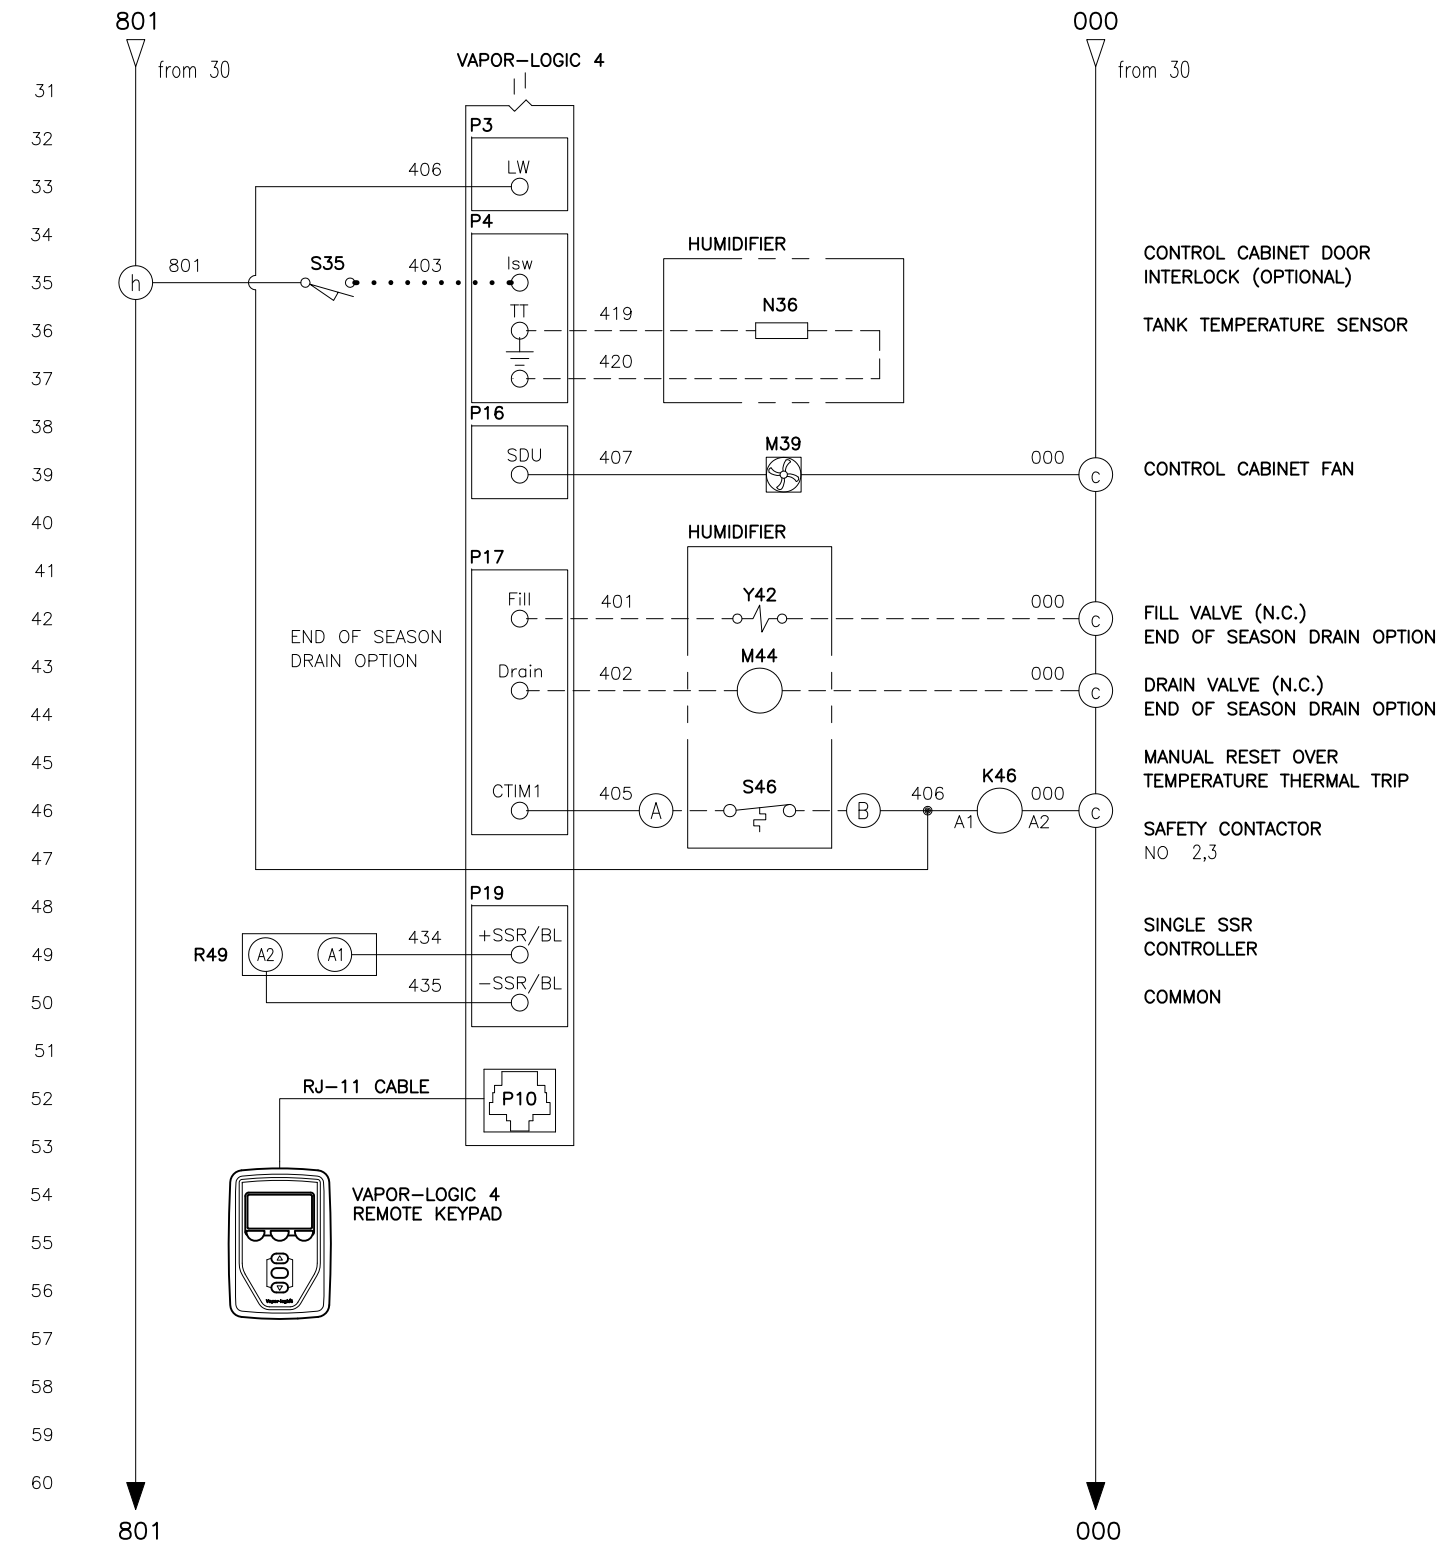 801
000
from 30
from 30
VAPOR-LOGIC 4
31
32
P3
33
406
LW
34
P4
HUMIDIFIER
CONTROL CABINET DOOR
INTERLOCK (OPTIONAL)
35
h
801
S35
403
Isw
36
TT
419
N36
TANK TEMPERATURE SENSOR
37
420
38
P16
39
SDU
407
M39
000
c
CONTROL CABINET FAN
40
HUMIDIFIER
41
P17
42
Fill
401
Y42
000
c
FILL VALVE (N.C.)
END OF SEASON DRAIN OPTION
END OF SEASON
DRAIN OPTION
43
Drain
402
M44
000
c
DRAIN VALVE (N.C.)
END OF SEASON DRAIN OPTION
44
45
MANUAL RESET OVER
TEMPERATURE THERMAL TRIP
46
CTIM1
405
A
S46
B
406
A1
K46
A2
000
c
SAFETY CONTACTOR
NO 2,3
47
48
P19
49
R49
A2
A1
434
+SSR/BL
SINGLE SSR
CONTROLLER
50
435
-SSR/BL
COMMON
51
52
RJ-11 CABLE
P10
53
54
VAPOR-LOGIC 4
REMOTE KEYPAD
55
56
Vapor-logic4
57
58
59
60
801
000